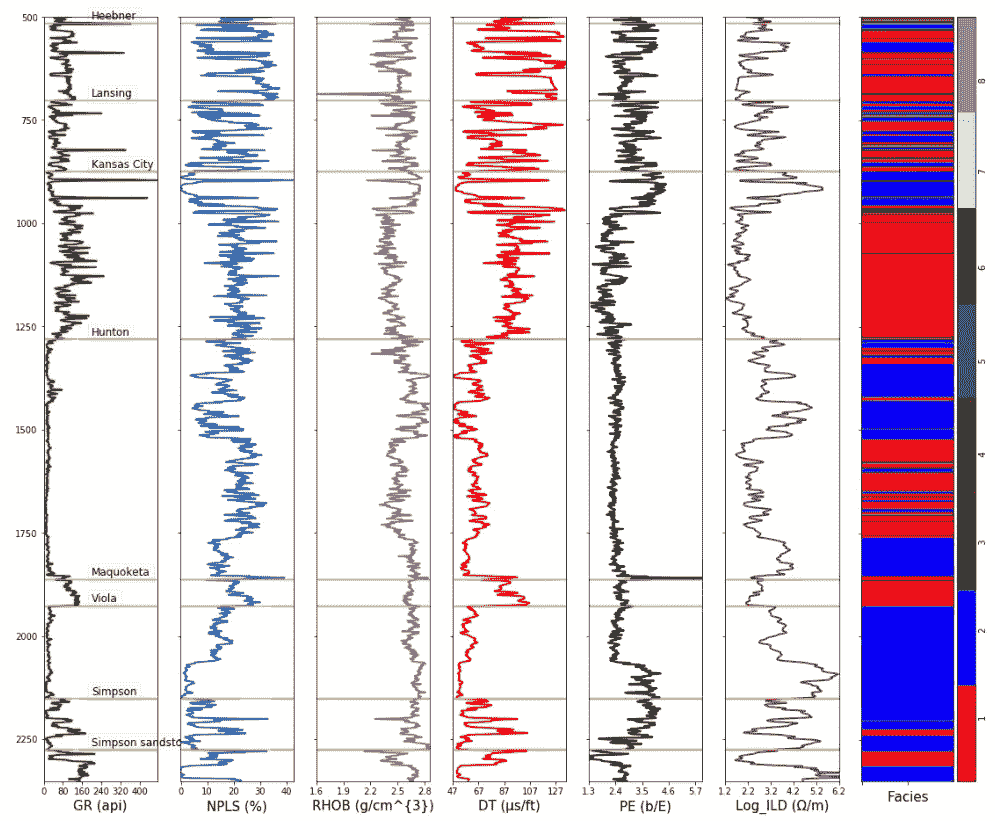 500
750
1000
1250
1500
1750
2000
2250
Heebner
Lansing
Kansas City
Hunton
Maquoketa
Viola
Simpson
Simpson sandsto
0 80 160 240 320 400
GR (api)
0 10 20 30 40
NPLS (%)
1.6 1.9 2.2 2.5 2.8
RHOB (g/cm^{3})
47 67 87 107 127
DT (μs/ft)
1.3 2.4 3.5 4.6 5.7
PE (b/E)
1.2 2.2 3.2 4.2 5.2 6.2
Log_ILD (Ω/m)
Facies
8
7
6
5
4
3
2
1